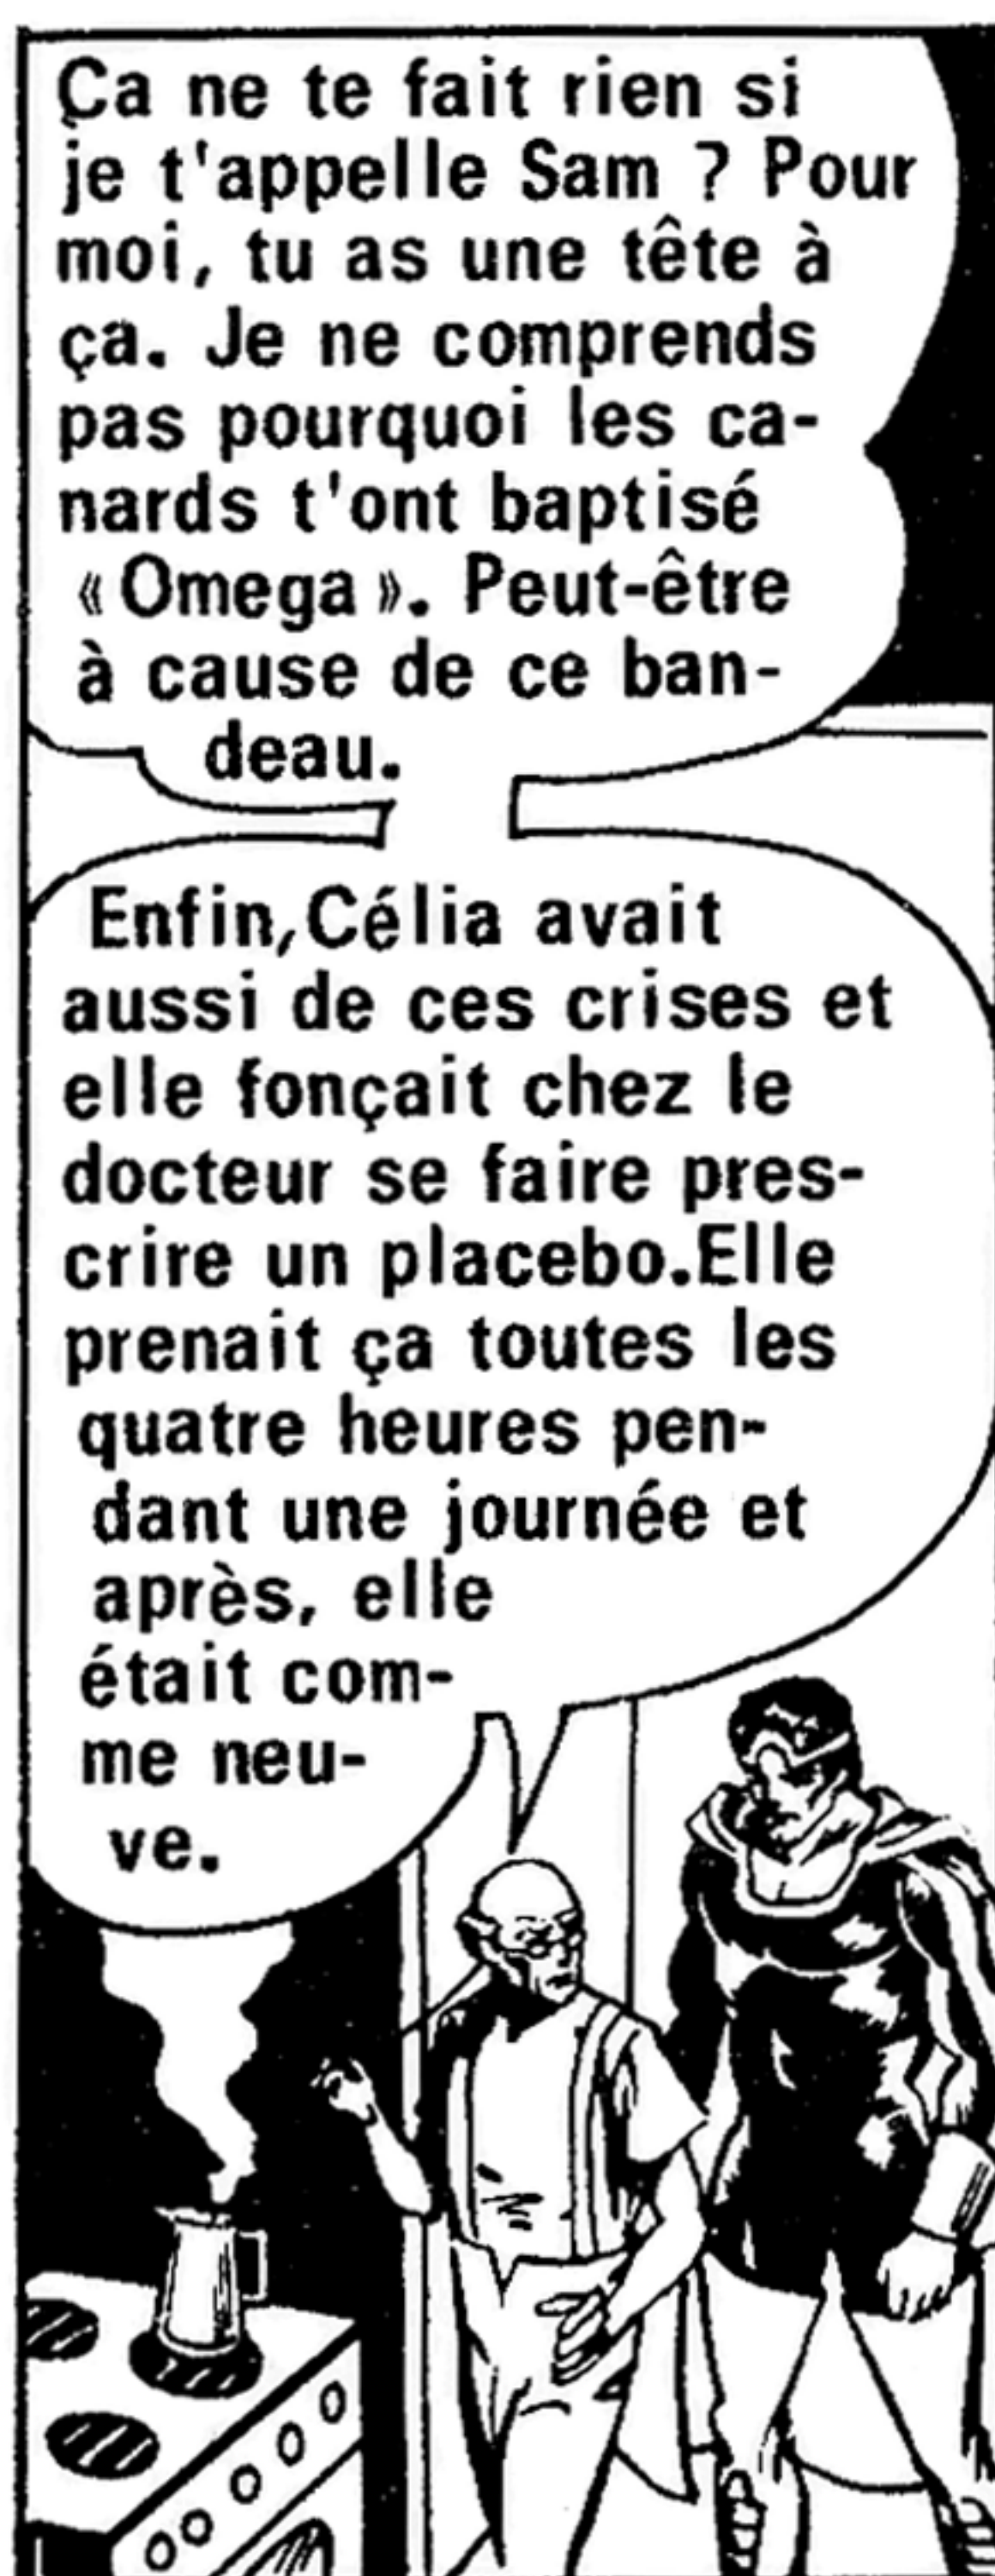 Ça ne te fait rien si
je t'appelle Sam ? Pour
moi, tu as une tête à
ça. Je ne comprends
pas pourquoi les ca-
nards t'ont baptisé
« Omega ». Peut-être
à cause de ce ban-
deau.
Enfin, Célia avait
aussi de ces crises et
elle fonçait chez le
docteur se faire pres-
crire un placebo. Elle
prenait ça toutes les
quatre heures pen-
dant une journée et
après, elle
était com-
me neu-
ve.